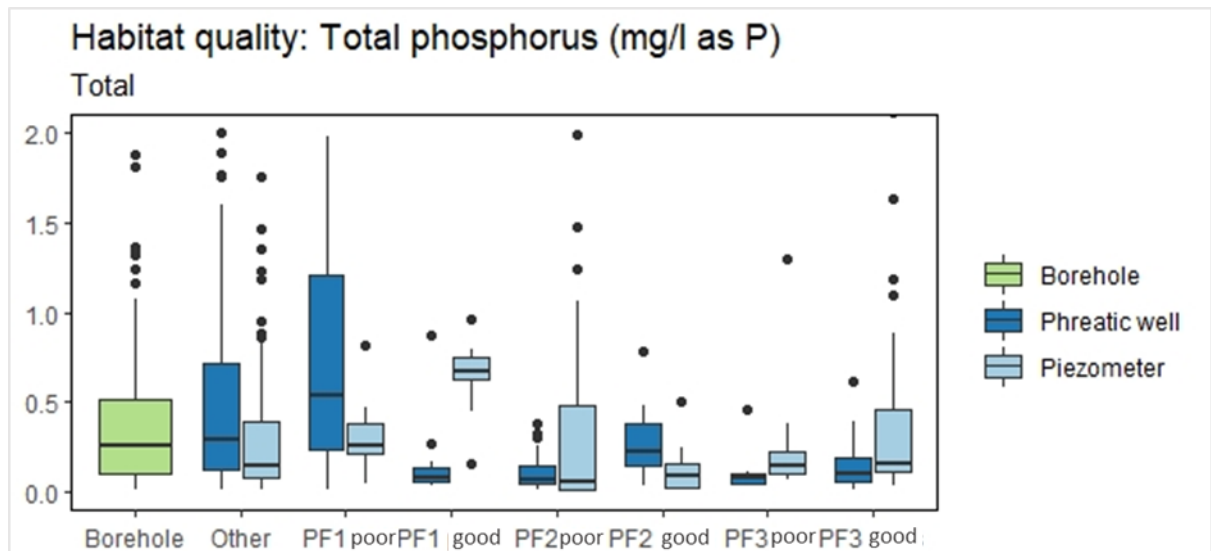 Habitat quality: Total phosphorus (mg/l as P)
Total
2.0
1.5
1.0
0.5
0.0
Borehole Other PF1 poor PF1 good PF2 poor PF2 good PF3 poor PF3 good
Borehole
Phreatic well
Piezometer